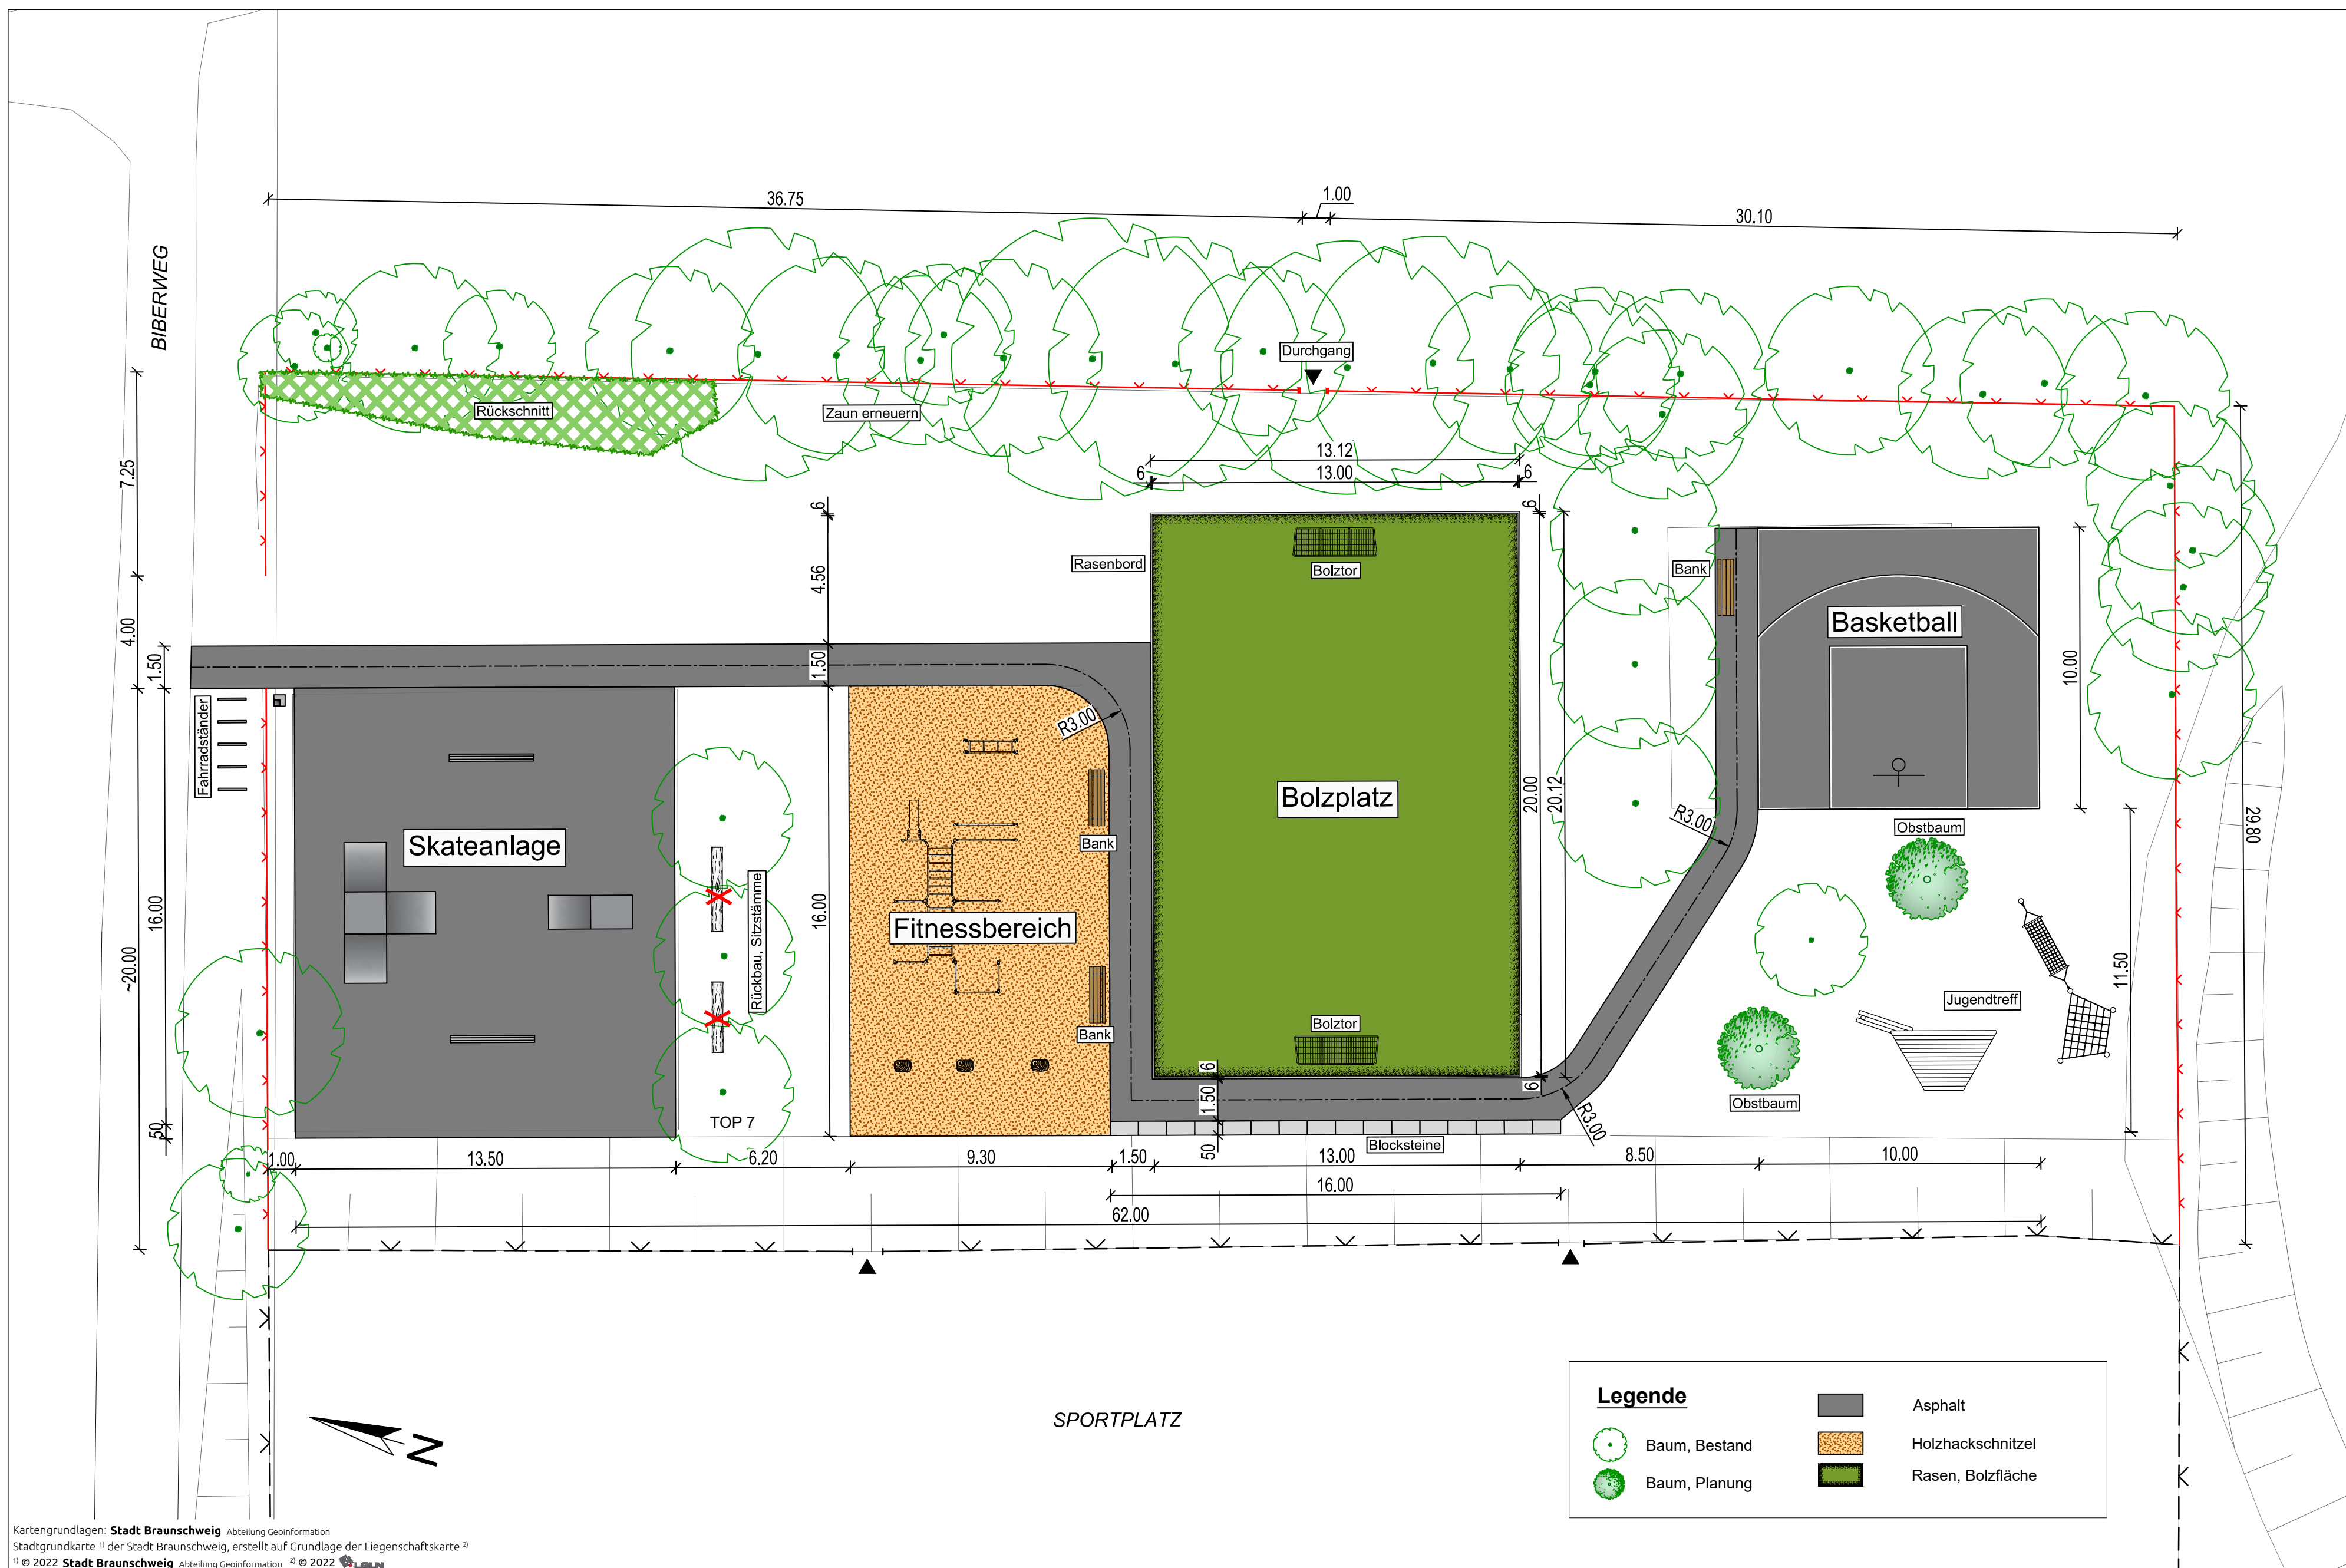 36.75
1.00
30.10
BIBERWEG
Durchgang
Rückschnitt
Zaun erneuern
7.25
13.12
6
13.00
6
6
6
4.56
Rasenbord
Bolztor
Bank
Basketball
4.00
1.50
1.50
10.00
Fahrradständer
R3.00
Bolzplatz
20.00
20.12
R3.00
Obstbaum
29.80
Skateanlage
Bank
Rückbau, Sitzstämme
16.00
16.00
Fitnessbereich
~20.00
11.50
Jugendtreff
Bolztor
Bank
6
1.50
6
R3.00
Obstbaum
TOP 7
50
50
Blocksteine
1.00
13.50
6.20
9.30
1.50
13.00
8.50
10.00
16.00
62.00
SPORTPLATZ
N
Legende
Asphalt
Baum, Bestand
Holzhackschnitzel
Baum, Planung
Rasen, Bolzfläche
Kartengrundlagen: Stadt Braunschweig Abteilung Geoinformation
Stadtgrundkarte 1) der Stadt Braunschweig, erstellt auf Grundlage der Liegenschaftskarte 2)
1) © 2022 Stadt Braunschweig Abteilung Geoinformation 2) © 2022 LGLN